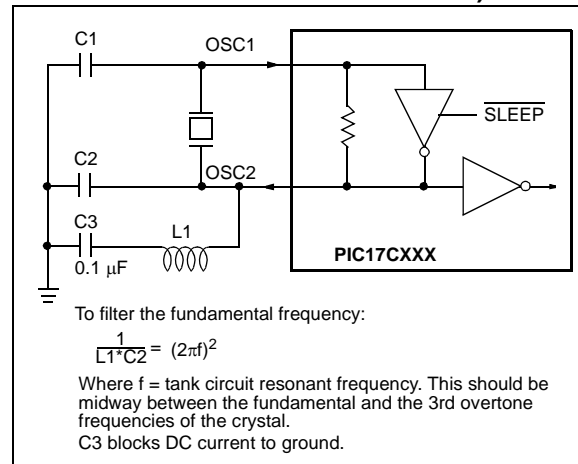 C1
OSC1
SLEEP
C2
OSC2
C3
L1
0.1 µF
PIC17CXXX
To filter the fundamental frequency:
1
L1*C2 = (2πf)2
Where f = tank circuit resonant frequency. This should be
midway between the fundamental and the 3rd overtone
frequencies of the crystal.
C3 blocks DC current to ground.